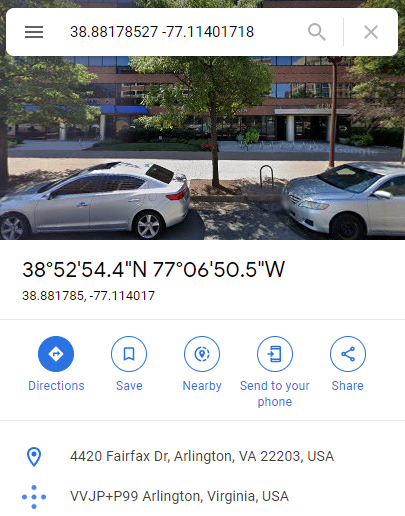 38.88178527 -77.11401718
38°52'54.4"N 77°06'50.5"W
38.881785, -77.114017
Directions Save Nearby Send to your Share
phone
4420 Fairfax Dr, Arlington, VA 22203, USA
VVJP+P99 Arlington, Virginia, USA